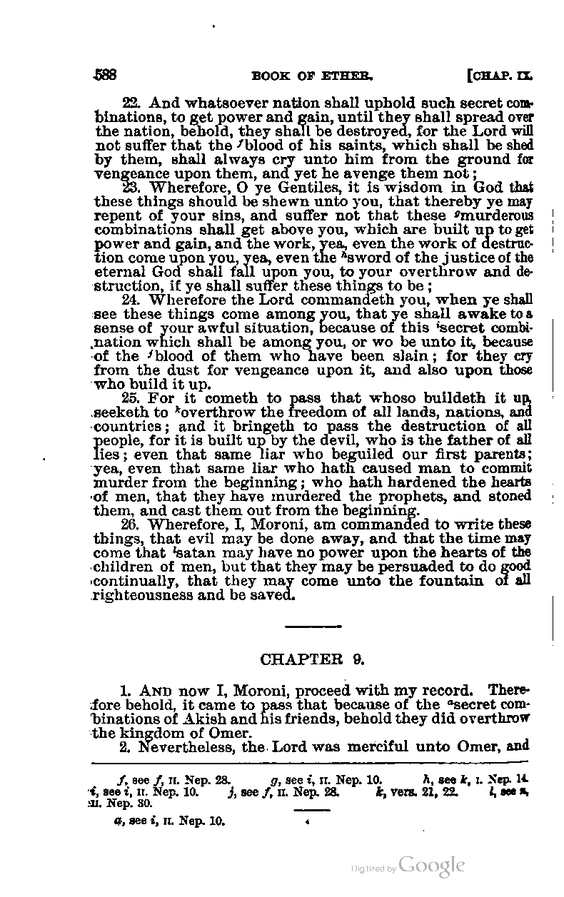 588 BOOK OF ETHER. [CHAP. IX.
22. And whatsoever nation shall uphold such secret com-
binations, to get power and gain, until they shall spread over
the nation, behold, they shall be destroyed, for the Lord will
not suffer that the fblood of his saints, which shall be shed
by them, shall always cry unto him from the ground for
vengeance upon them, and yet he avenge them not;
23. Wherefore, O ye Gentiles, it is wisdom in God that
these things should be shewn unto you, that thereby ye may
repent of your sins, and suffer not that these gmurderous
combinations shall get above you, which are built up to get
power and gain, and the work, yea, even the work of destruc-
tion come upon you, yea, even the hsword of the justice of the
eternal God shall fall upon you, to your overthrow and de-
struction, if ye shall suffer these things to be;
24. Wherefore the Lord commandeth you, when ye shall
see these things come among you, that ye shall awake to a
sense of your awful situation, because of this isecret combi-
nation which shall be among you, or wo be unto it, because
of the jblood of them who have been slain; for they cry
from the dust for vengeance upon it, and also upon those
who build it up.
25. For it cometh to pass that whoso buildeth it up,
seeketh to koverthrow the freedom of all lands, nations, and
countries; and it bringeth to pass the destruction of all
people, for it is built up by the devil, who is the father of all
lies; even that same liar who beguiled our first parents;
yea, even that same liar who hath caused man to commit
murder from the beginning; who hath hardened the hearts
of men, that they have murdered the prophets, and stoned
them, and cast them out from the beginning.
26. Wherefore, I, Moroni, am commanded to write these
things, that evil may be done away, and that the time may
come that lsatan may have no power upon the hearts of the
children of men, but that they may be persuaded to do good
continually, that they may come unto the fountain of all
righteousness and be saved.
CHAPTER 9.
1. AND now I, Moroni, proceed with my record. There-
fore behold, it came to pass that because of the asecret com-
binations of Akish and his friends, behold they did overthrow
the kingdom of Omer.
2. Nevertheless, the Lord was merciful unto Omer, and
f, see f, II. Nep. 28. g, see i, II. Nep. 10. h, see k, I. Nep. 14.
i, see i, II. Nep. 10. j, see f, II. Nep. 28. k, vers. 21, 22. l, see
II. Nep. 30.
a, see i, II. Nep. 10.
Digitized by Google